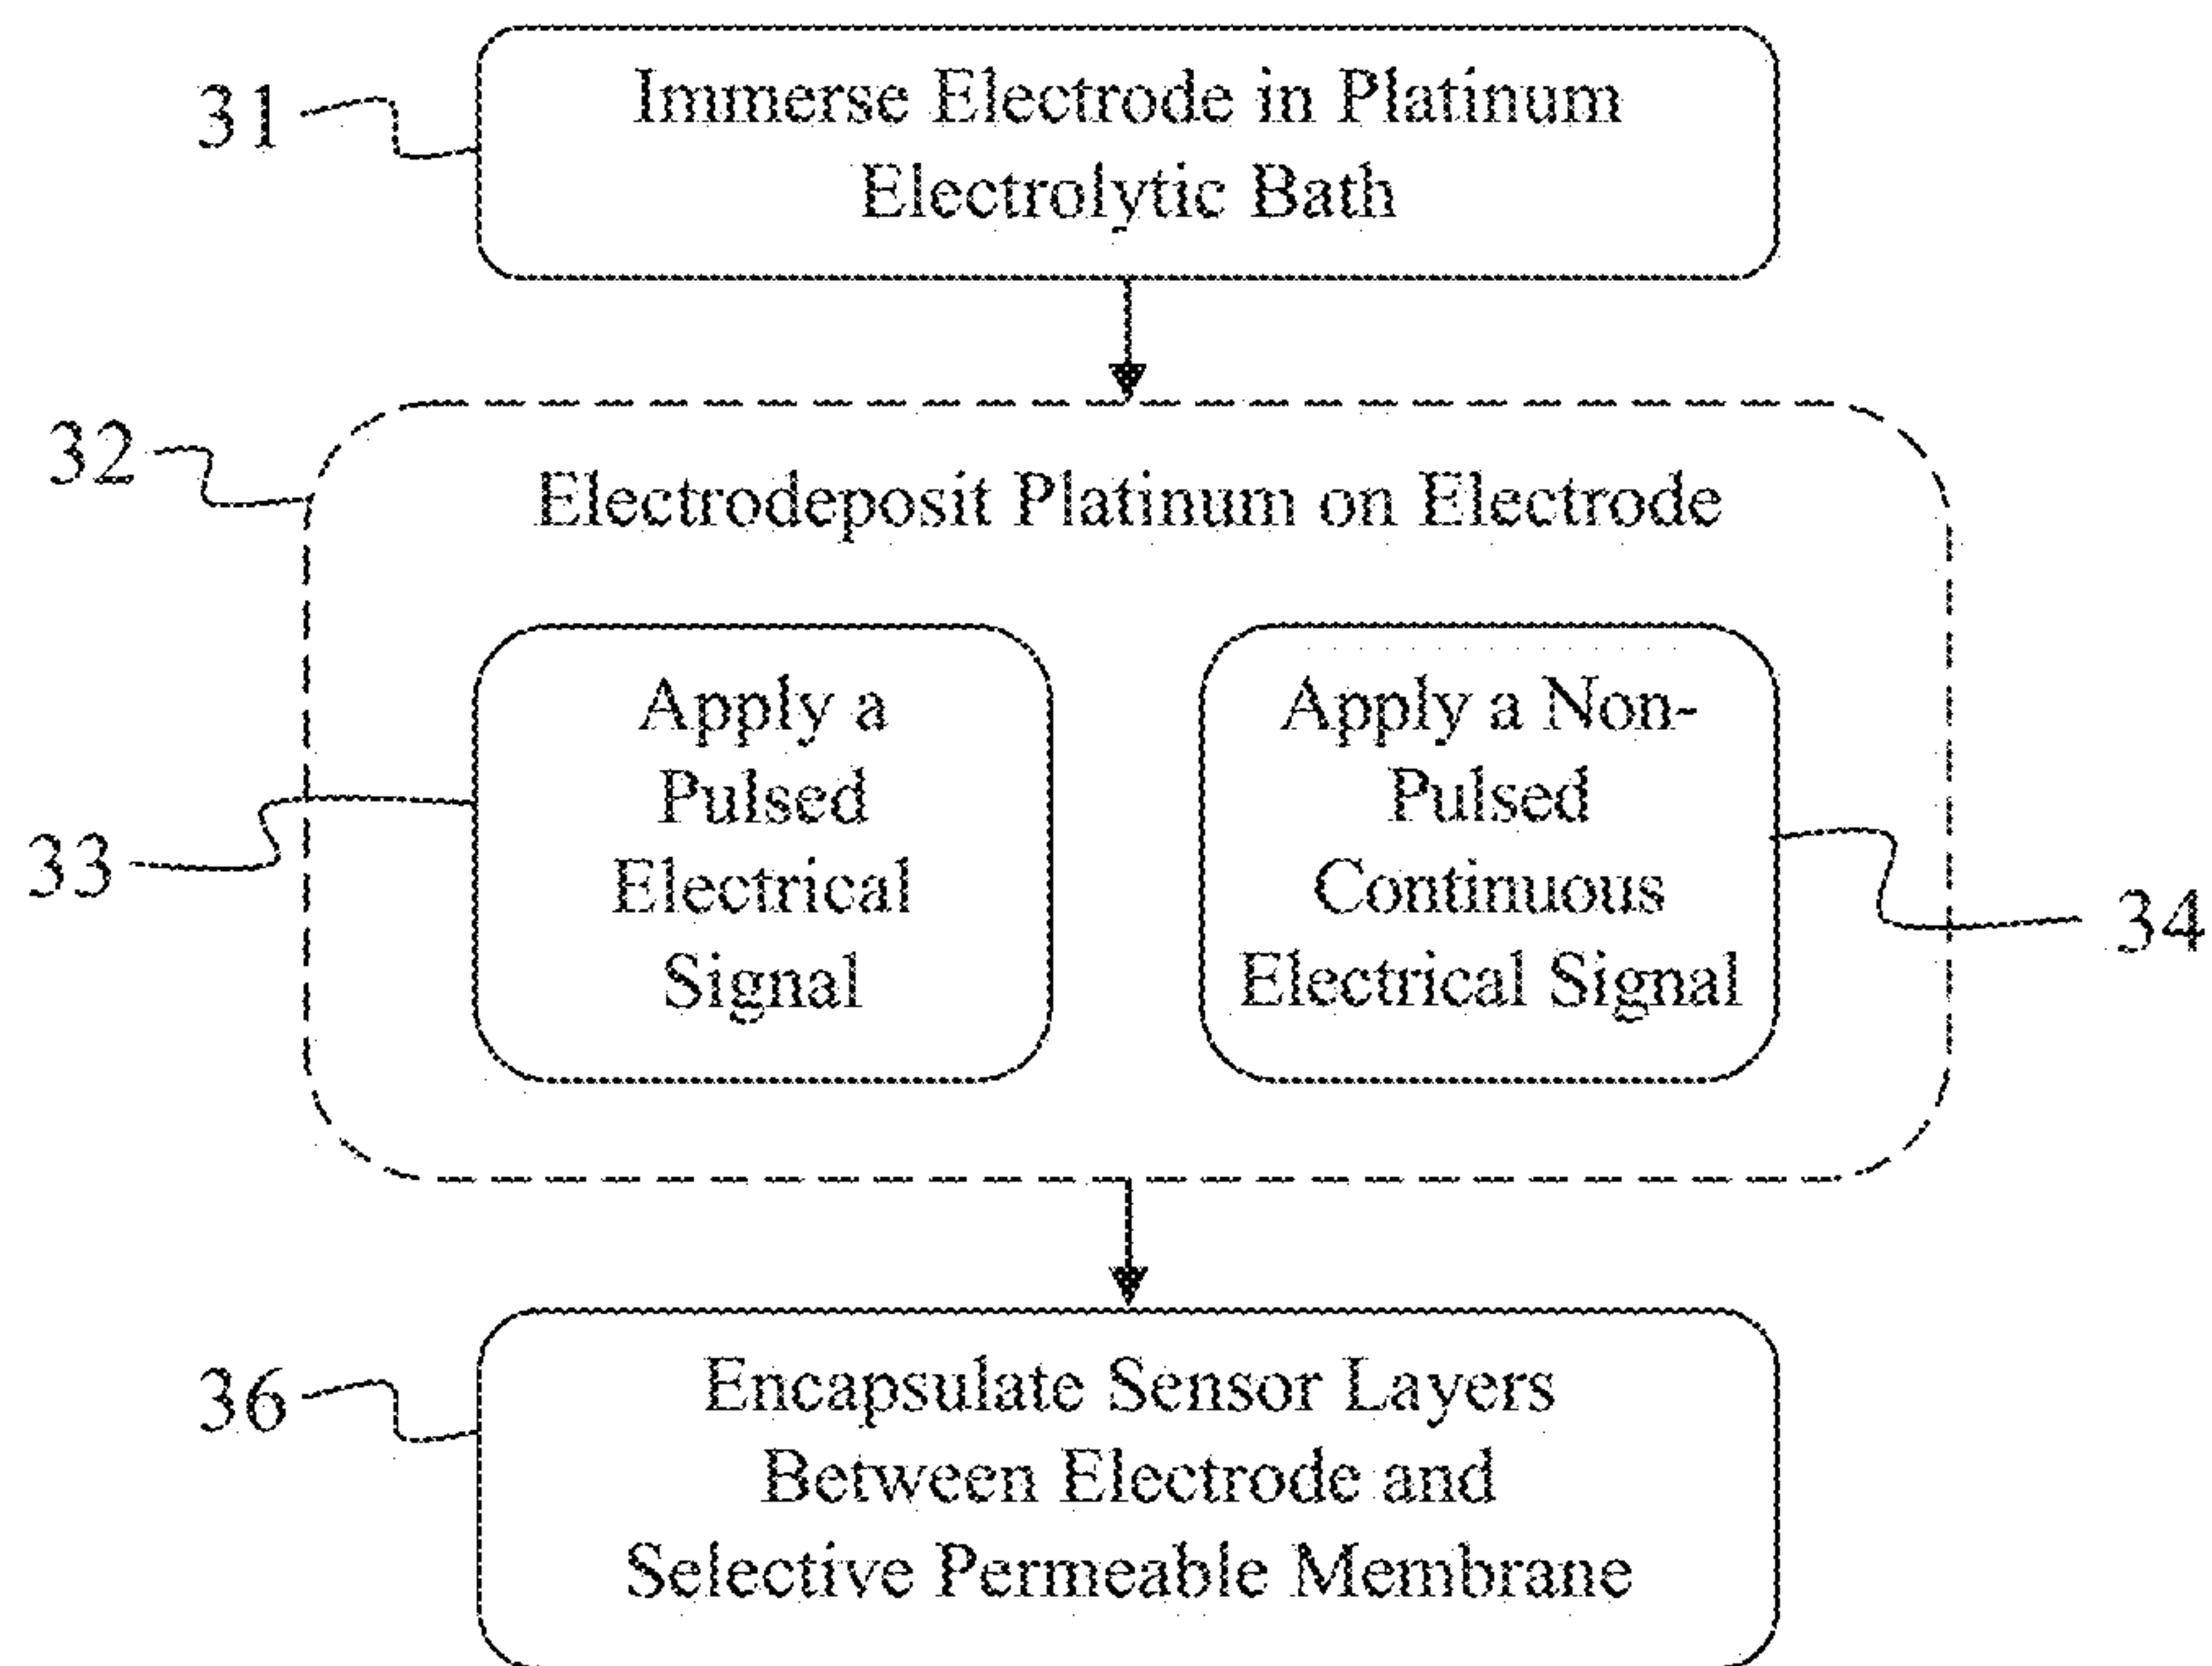 31
Immerse Electrode in Platinum
Electrolytic Bath
32
Electrodeposit Platinum on Electrode
33
Apply a
Pulsed
Electrical
Signal
Apply a Non-
Pulsed
Continuous
Electrical Signal
34
36
Encapsulate Sensor Layers
Between Electrode and
Selective Permeable Membrane